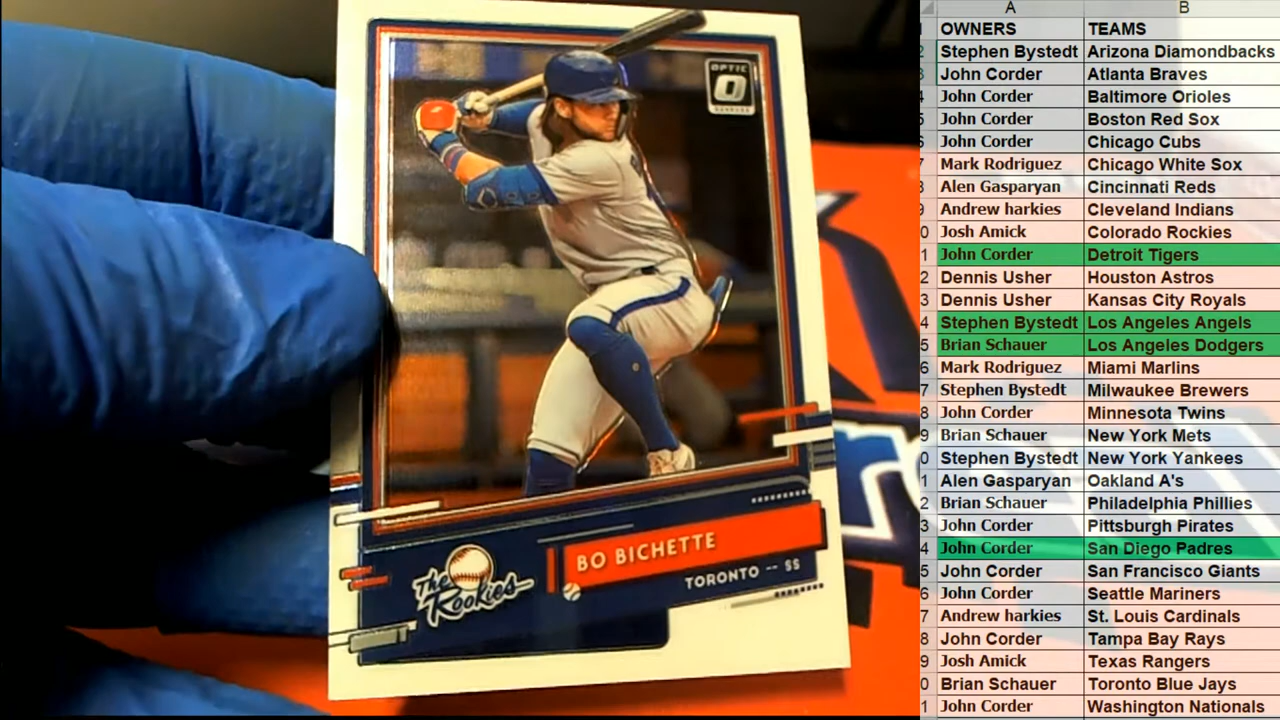 OPTIC
O
The Rookies
BO BICHETTE
TORONTO -- SS
A B
OWNERS TEAMS
Stephen Bystedt Arizona Diamondbacks
John Corder Atlanta Braves
John Corder Baltimore Orioles
John Corder Boston Red Sox
John Corder Chicago Cubs
Mark Rodriguez Chicago White Sox
Alen Gasparyan Cincinnati Reds
Andrew harkies Cleveland Indians
Josh Amick Colorado Rockies
John Corder Detroit Tigers
Dennis Usher Houston Astros
Dennis Usher Kansas City Royals
Stephen Bystedt Los Angeles Angels
Brian Schauer Los Angeles Dodgers
Mark Rodriguez Miami Marlins
Stephen Bystedt Milwaukee Brewers
John Corder Minnesota Twins
Brian Schauer New York Mets
Stephen Bystedt New York Yankees
Alen Gasparyan Oakland A's
Brian Schauer Philadelphia Phillies
John Corder Pittsburgh Pirates
John Corder San Diego Padres
John Corder San Francisco Giants
John Corder Seattle Mariners
Andrew harkies St. Louis Cardinals
John Corder Tampa Bay Rays
Josh Amick Texas Rangers
Brian Schauer Toronto Blue Jays
John Corder Washington Nationals